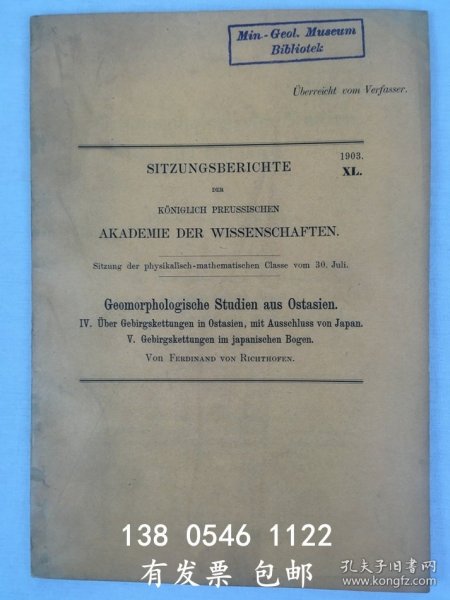 Min.-Geol. Museum
Bibliotek
Überreicht vom Verfasser.
1903.
XL.
SITZUNGSBERICHTE
DER
KÖNIGLICH PREUSSISCHEN
AKADEMIE DER WISSENSCHAFTEN.
Sitzung der physikalisch-mathematischen Classe vom 30. Juli.
Geomorphologische Studien aus Ostasien.
IV. Über Gebirgskettungen in Ostasien, mit Ausschluss von Japan.
V. Gebirgskettungen im japanischen Bogen.
VON FERDINAND VON RICHTHOFEN.
138 0546 1122
有发票 包邮
孔夫子旧书网
www.kongfz.com